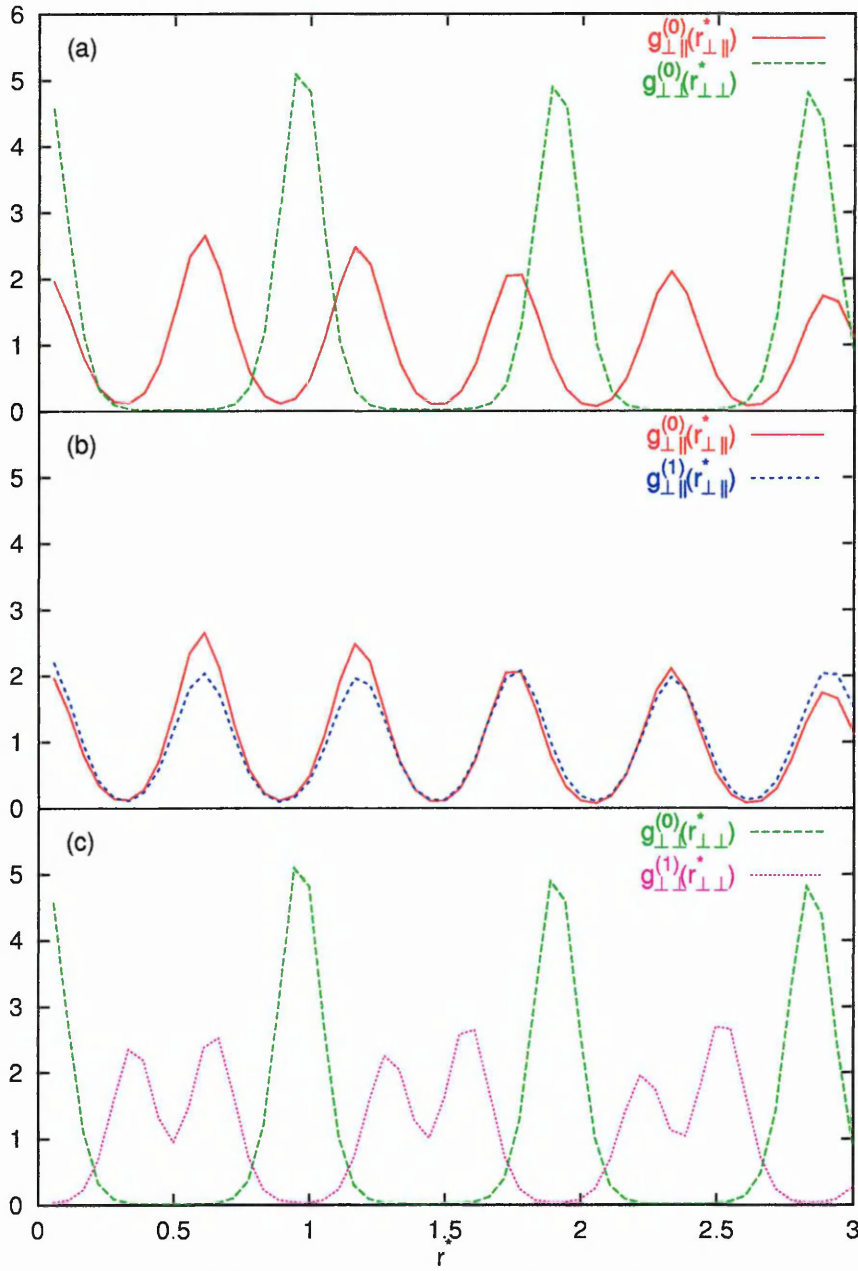 6
(a)
g⊥∥(0)(r*⊥∥)
g⊥⊥(0)(r*⊥⊥)
5
4
3
2
1
0
(b)
g⊥∥(0)(r*⊥∥)
g⊥∥(1)(r*⊥∥)
5
4
3
2
1
0
(c)
g⊥⊥(0)(r*⊥⊥)
g⊥⊥(1)(r*⊥⊥)
5
4
3
2
1
0
0 0.5 1 1.5 2 2.5 3
r*